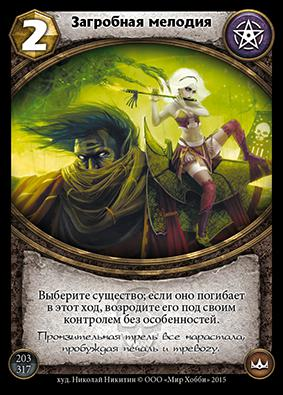 2
Загробная мелодия
Выберите существо; если оно погибает
в этот ход, возродите его под своим
контролем без особенностей.
Пронзительная трель все нарастала,
пробуждая печаль и тревогу.
203
317
худ. Николай Никитин © ООО «Мир Хобби» 2015